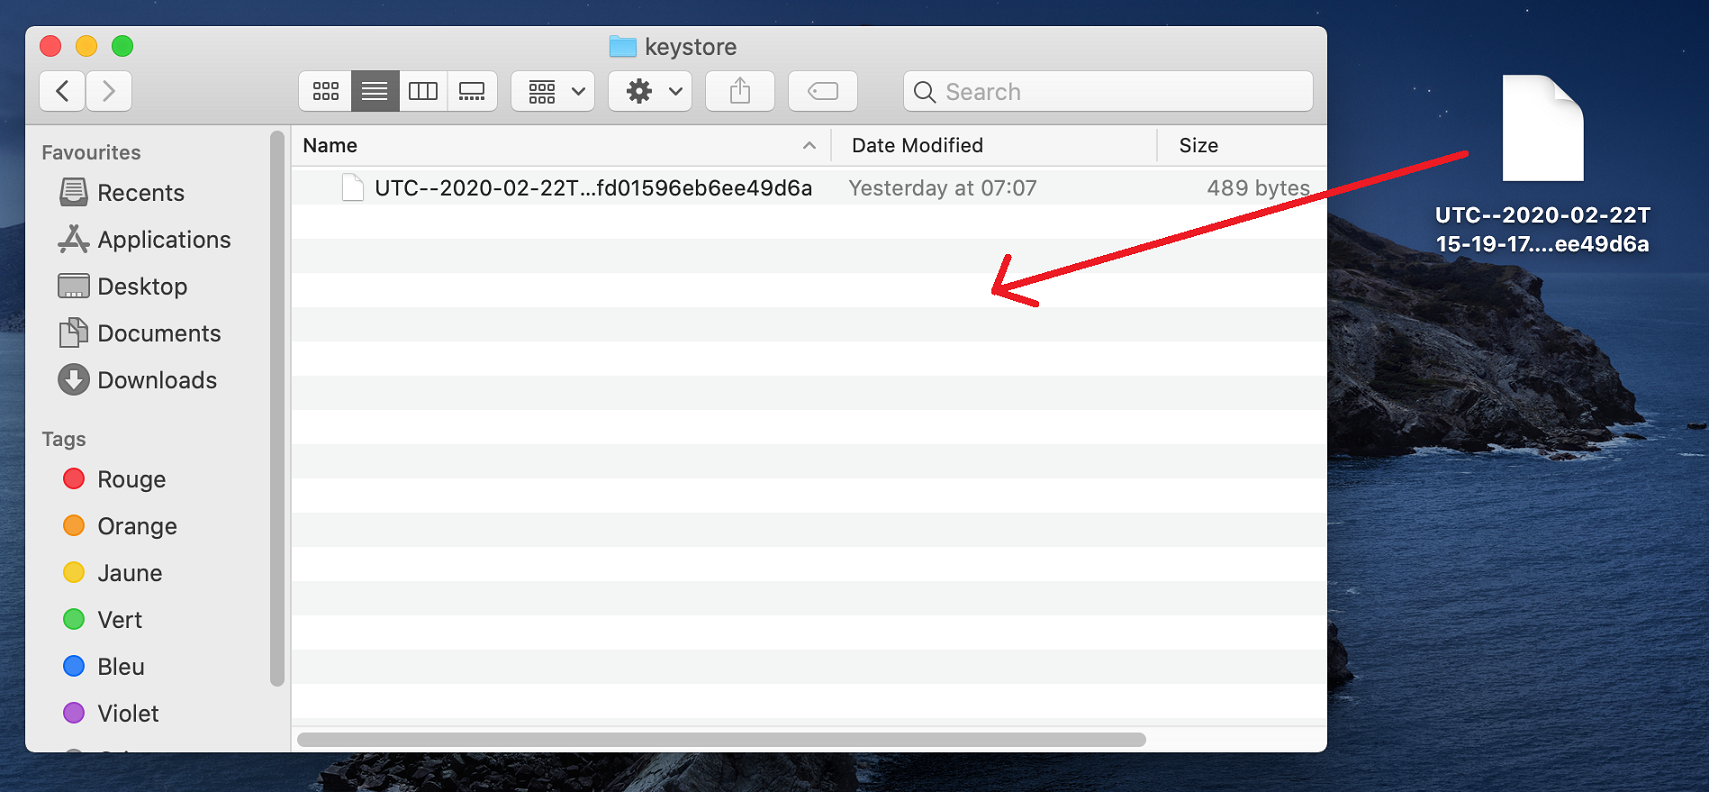 keystore
Search
Favourites
Recents
Applications
Desktop
Documents
Downloads
Tags
Rouge
Orange
Jaune
Vert
Bleu
Violet
Name
Date Modified
Size
UTC--2020-02-22T...fd01596eb6ee49d6a
Yesterday at 07:07
489 bytes
UTC--2020-02-22T
15-19-17....ee49d6a